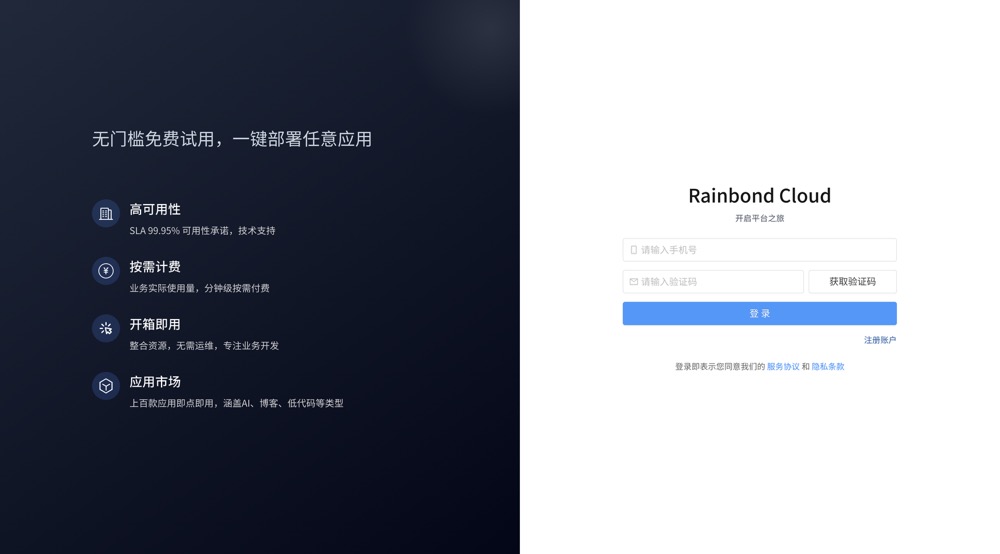 无门槛免费试用，一键部署任意应用
高可用性
SLA 99.95% 可用性承诺，技术支持
按需计费
业务实际使用量，分钟级按需付费
开箱即用
整合资源，无需运维，专注业务开发
应用市场
上百款应用即点即用，涵盖AI、博客、低代码等类型
Rainbond Cloud
开启平台之旅
请输入手机号
请输入验证码 获取验证码
登 录
注册账户
登录即表示您同意我们的 服务协议 和 隐私条款